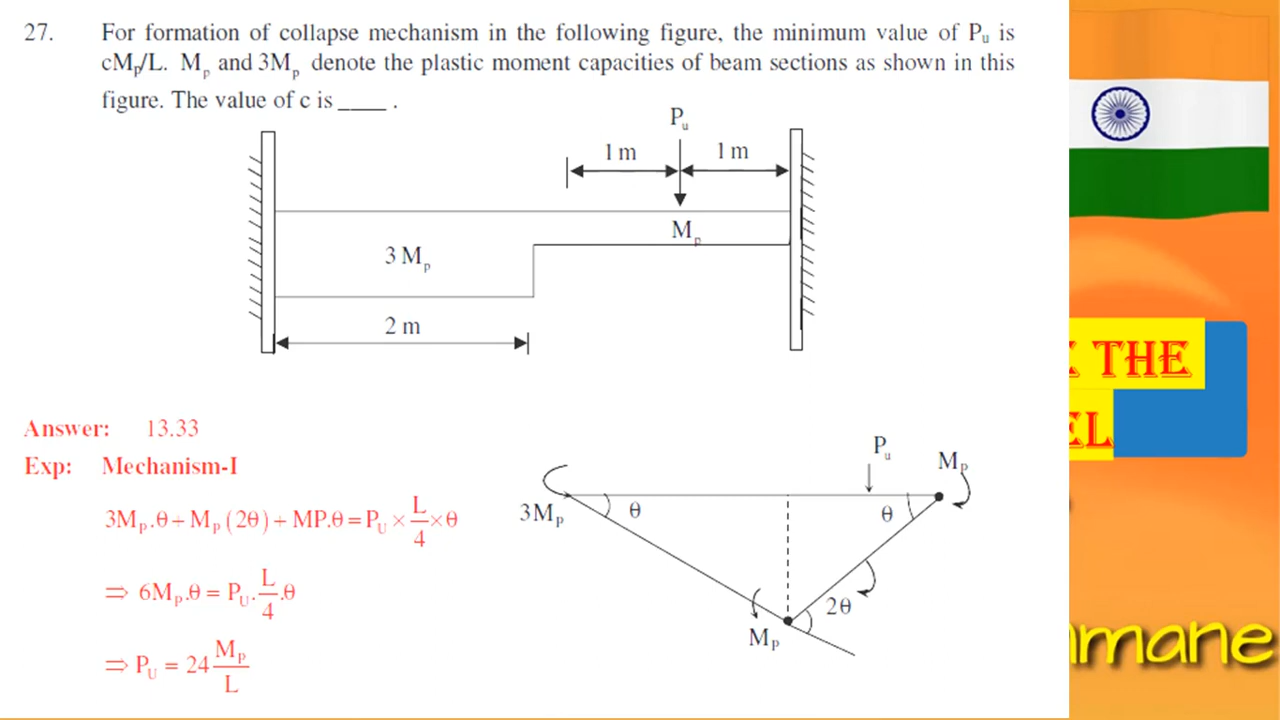 27. For formation of collapse mechanism in the following figure, the minimum value of Pu is
cMp/L. Mp and 3Mp denote the plastic moment capacities of beam sections as shown in this
figure. The value of c is ____ .
Pu
1 m
1 m
Mp
3 Mp
2 m
Answer: 13.33
Exp: Mechanism-I
3Mp.θ + Mp (2θ) + MP.θ = PU × L/4 × θ
⇒ 6Mp.θ = PU. L/4 .θ
⇒ PU = 24 Mp/L
Pu
Mp
3Mp
θ
θ
2θ
MP
THE
EL
mane